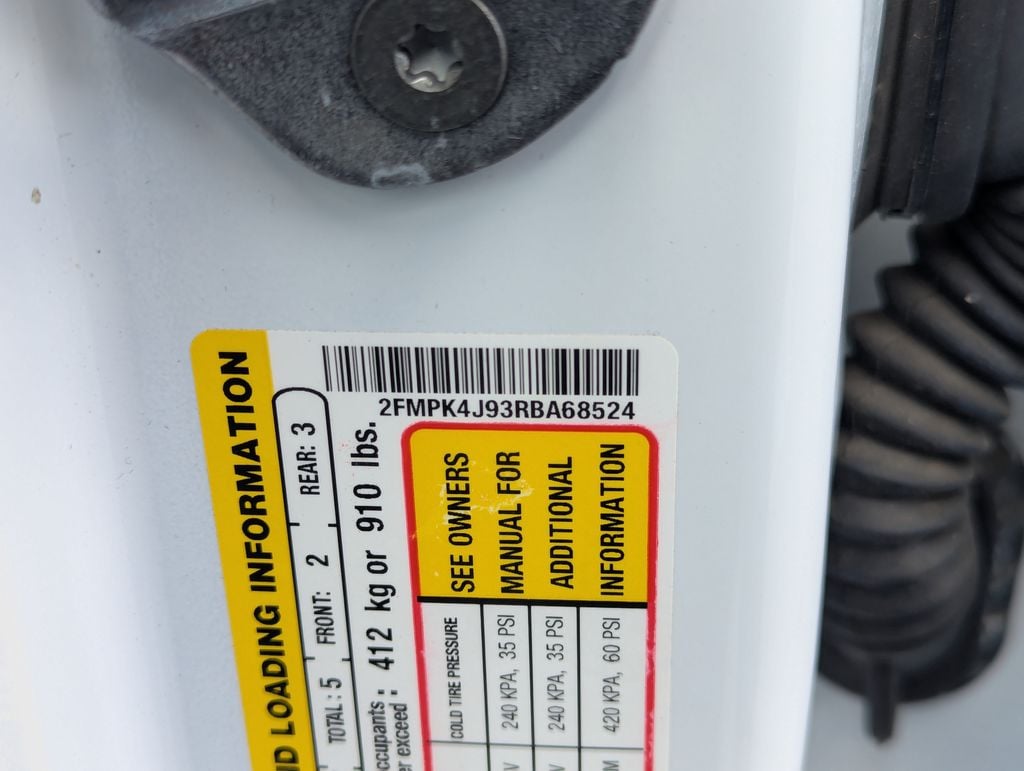 2FMPK4J93RBA68524
ND LOADING INFORMATION
TOTAL: 5 FRONT: 2 REAR: 3
ccupants
r exceed : 412 kg or 910 lbs.
COLD TIRE PRESSURE
240 KPA, 35 PSI
240 KPA, 35 PSI
420 KPA, 60 PSI
SEE OWNERS
MANUAL FOR
ADDITIONAL
INFORMATION